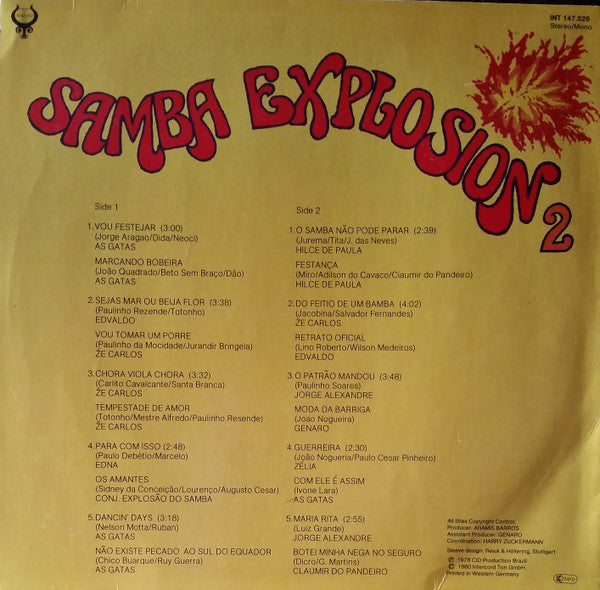 INT 147.526
Stereo/Mono
SAMBA EXPLOSION 2
Side 1
1.VOU FESTEJAR (3:00)
(Jorge Aragao/Dida/Neoci)
AS GATAS
MARCANDO BOBEIRA
(João Quadrado/Beto Sem Braço/Dão)
AS GATAS
2.SEJAS MAR OU BEIJA FLOR (3:38)
(Paulinho Rezende/Totonho)
EDVALDO
VOU TOMAR UM PORRE
(Paulinho da Mocidade/Jurandir Bringela)
ŽE CARLOS
3.CHORA VIOLA CHORA (3:32)
(Carlito Cavalcante/Santa Branca)
ŽE CARLOS
TEMPESTADE DE AMOR
(Totonho/Mestre Alfredo/Paulinho Resende)
ŽE CARLOS
4.PARA COM ISSO (2:48)
(Paulo Debétio/Marcelo)
EDNA
OS AMANTES
(Sidney da Conceição/Lourenço/Augusto Cesar)
CONJ. EXPLOSÃO DO SAMBA
5.DANCIN' DAYS (3:18)
(Nelson Motta/Ruban)
AS GATAS
NÃO EXISTE PECADO AO SUL DO EQUADOR
(Chico Buarque/Ruy Guerra)
AS GATAS
Side 2
1.O SAMBA NÃO PODE PARAR (2:39)
(Jurema/Tita/J. das Neves)
HILCE DE PAULA
FESTANÇA
(Miro/Adilson do Cavaco/Claumir do Pandeiro)
HILCE DE PAULA
2.DO FEITIO DE UM BAMBA (4:02)
(Jacobina/Salvador Fernandes)
ŽE CARLOS
RETRATO OFICIAL
(Lino Roberto/Wilson Medeiros)
EDVALDO
3.O PATRÃO MANDOU (3:48)
(Paulinho Soares)
JORGE ALEXANDRE
MODA DA BARRIGA
(Joao Nogueira)
GENARO
4.GUERREIRA (2:30)
(João Nogueria/Paulo Cesar Pinheiro)
ZÉLIA
COM ELE É ASSIM
(Ivone Lara)
AS GATAS
5.MARIA RITA (2:55)
(Luiz Grande)
JORGE ALEXANDRE
BOTEI MINHA NEGA NO SEGURO
(Dicro/G. Martins)
CLAUMIR DO PANDEIRO
All titles Copyright Control.
Producer: ARAMIS BARROS
Assistant Producer: GENARO
Coordination: HARRY ZUCKERMANN
Sleeve design: Reick & Höllering, Stuttgart
℗ 1978 CID Production Brazil
© 1980 Intercord Ton GmbH.
Printed in Western Germany